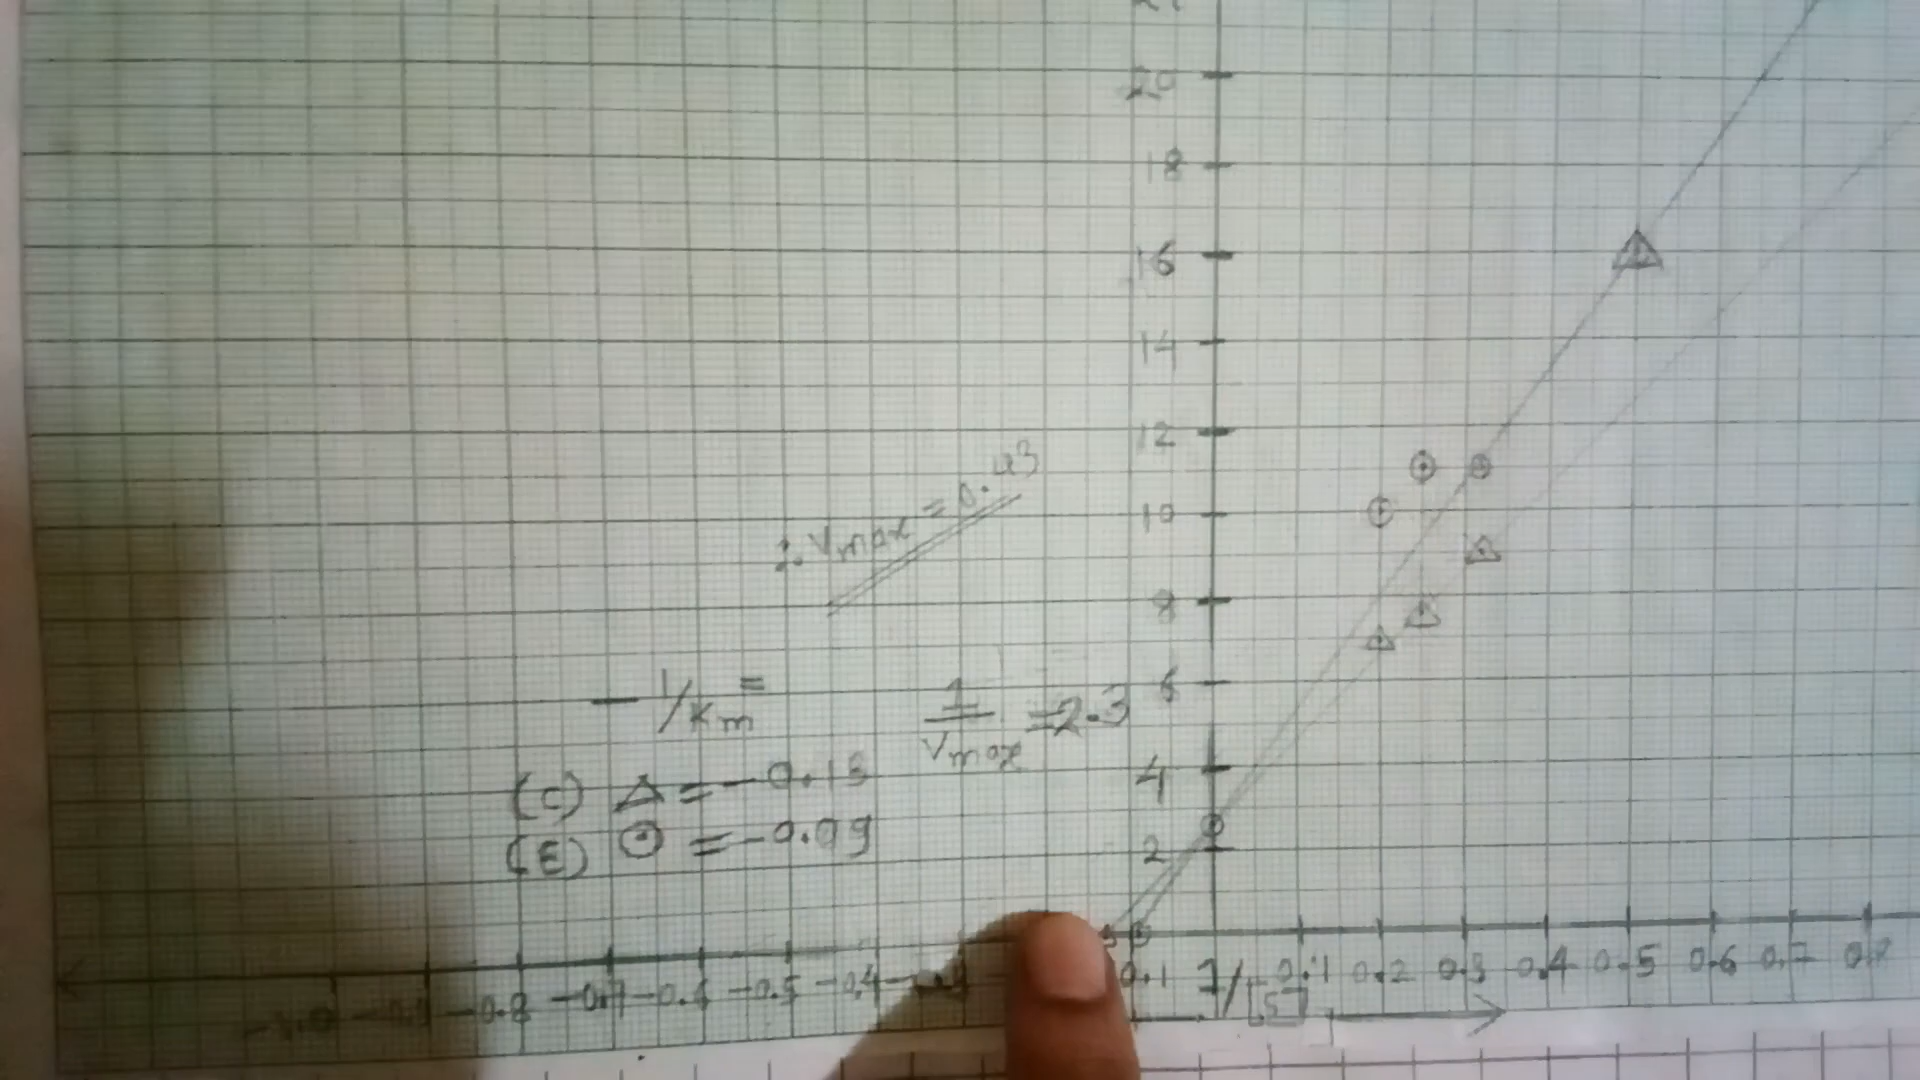 20
18
16
14
12
∴ Vmax = 0.43
10
8
6
- 1/Km =
1/Vmax = 2.3
4
(C) △ = -0.13
(E) ⊙ = -0.09
2
-0.8 -0.7 -0.6 -0.5 -0.4 0.1 1/[S] 0.1 0.2 0.3 0.4 0.5 0.6 0.7 0.8